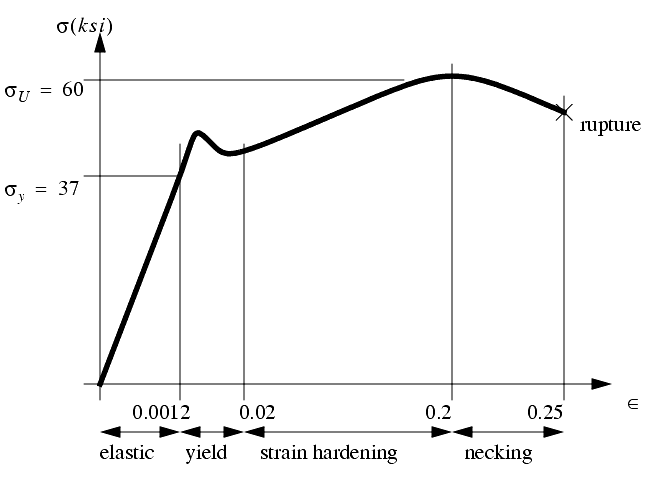 σ(ksi)
σU = 60
rupture
σy = 37
0.0012 0.02 0.2 0.25 ∈
elastic yield strain hardening necking